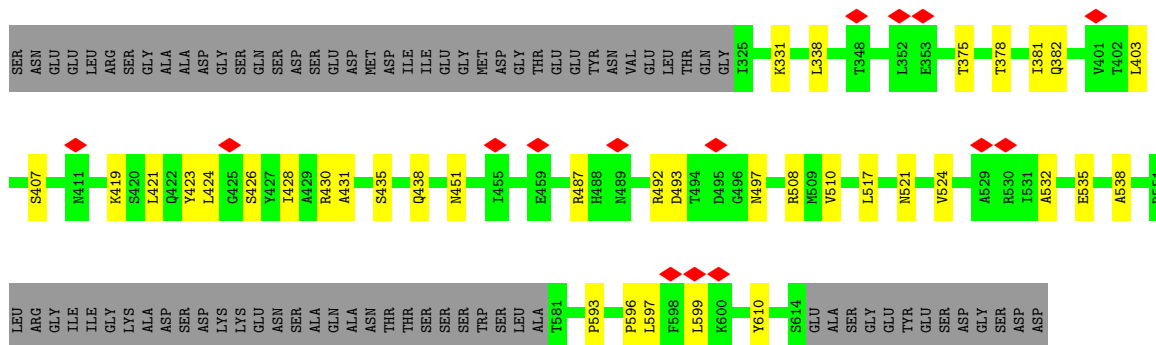 SER ASN GLU GLU LEU ARG SER GLY ALA ALA ASP GLY SER GLN SER ASP SER GLU ASP MET ASP ILE ILE GLU GLY MET ASP GLY THR GLU GLU TYR ASN VAL GLU LEU THR GLN GLY I325 K331 L338 T348 L352 E353 T375 T378 I381 Q382 V401 T402 L403
S407 N411 K419 S420 L421 Q422 Y423 L424 G425 S426 Y427 I428 A429 R430 A431 S435 Q438 N451 I455 E459 R487 H488 N489 R492 D493 T494 D495 G496 N497 R508 M509 V510 L517 N521 V524 A529 R530 I531 A532 E535 A538
LEU ARG GLY ILE ILE GLY LYS ALA ASP SER ASP LYS LYS GLU ASN SER ALA GLN ALA ASN THR THR SER SER SER TRP SER LEU ALA T581 P593 P596 L597 F598 L599 K600 Y610 S614 GLU ALA SER GLY GLU TYR GLU SER ASP GLY SER ASP ASP